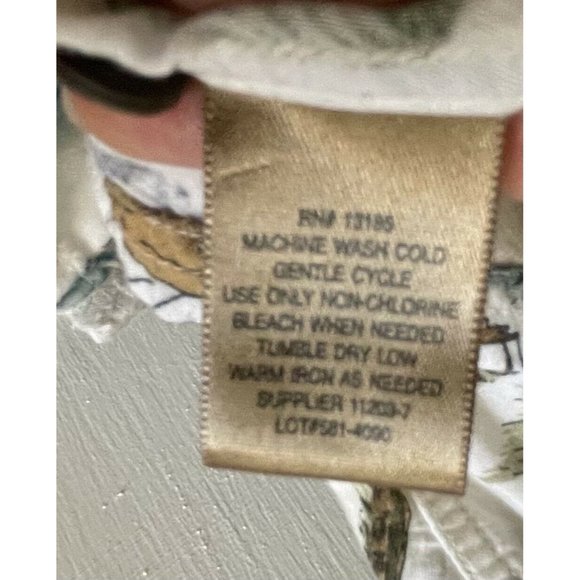 RN# 13186
MACHINE WASH COLD
GENTLE CYCLE
USE ONLY NON-CHLORINE
BLEACH WHEN NEEDED
TUMBLE DRY LOW
WARM IRON AS NEEDED
SUPPLIER 11203-7
LOT#581-4090